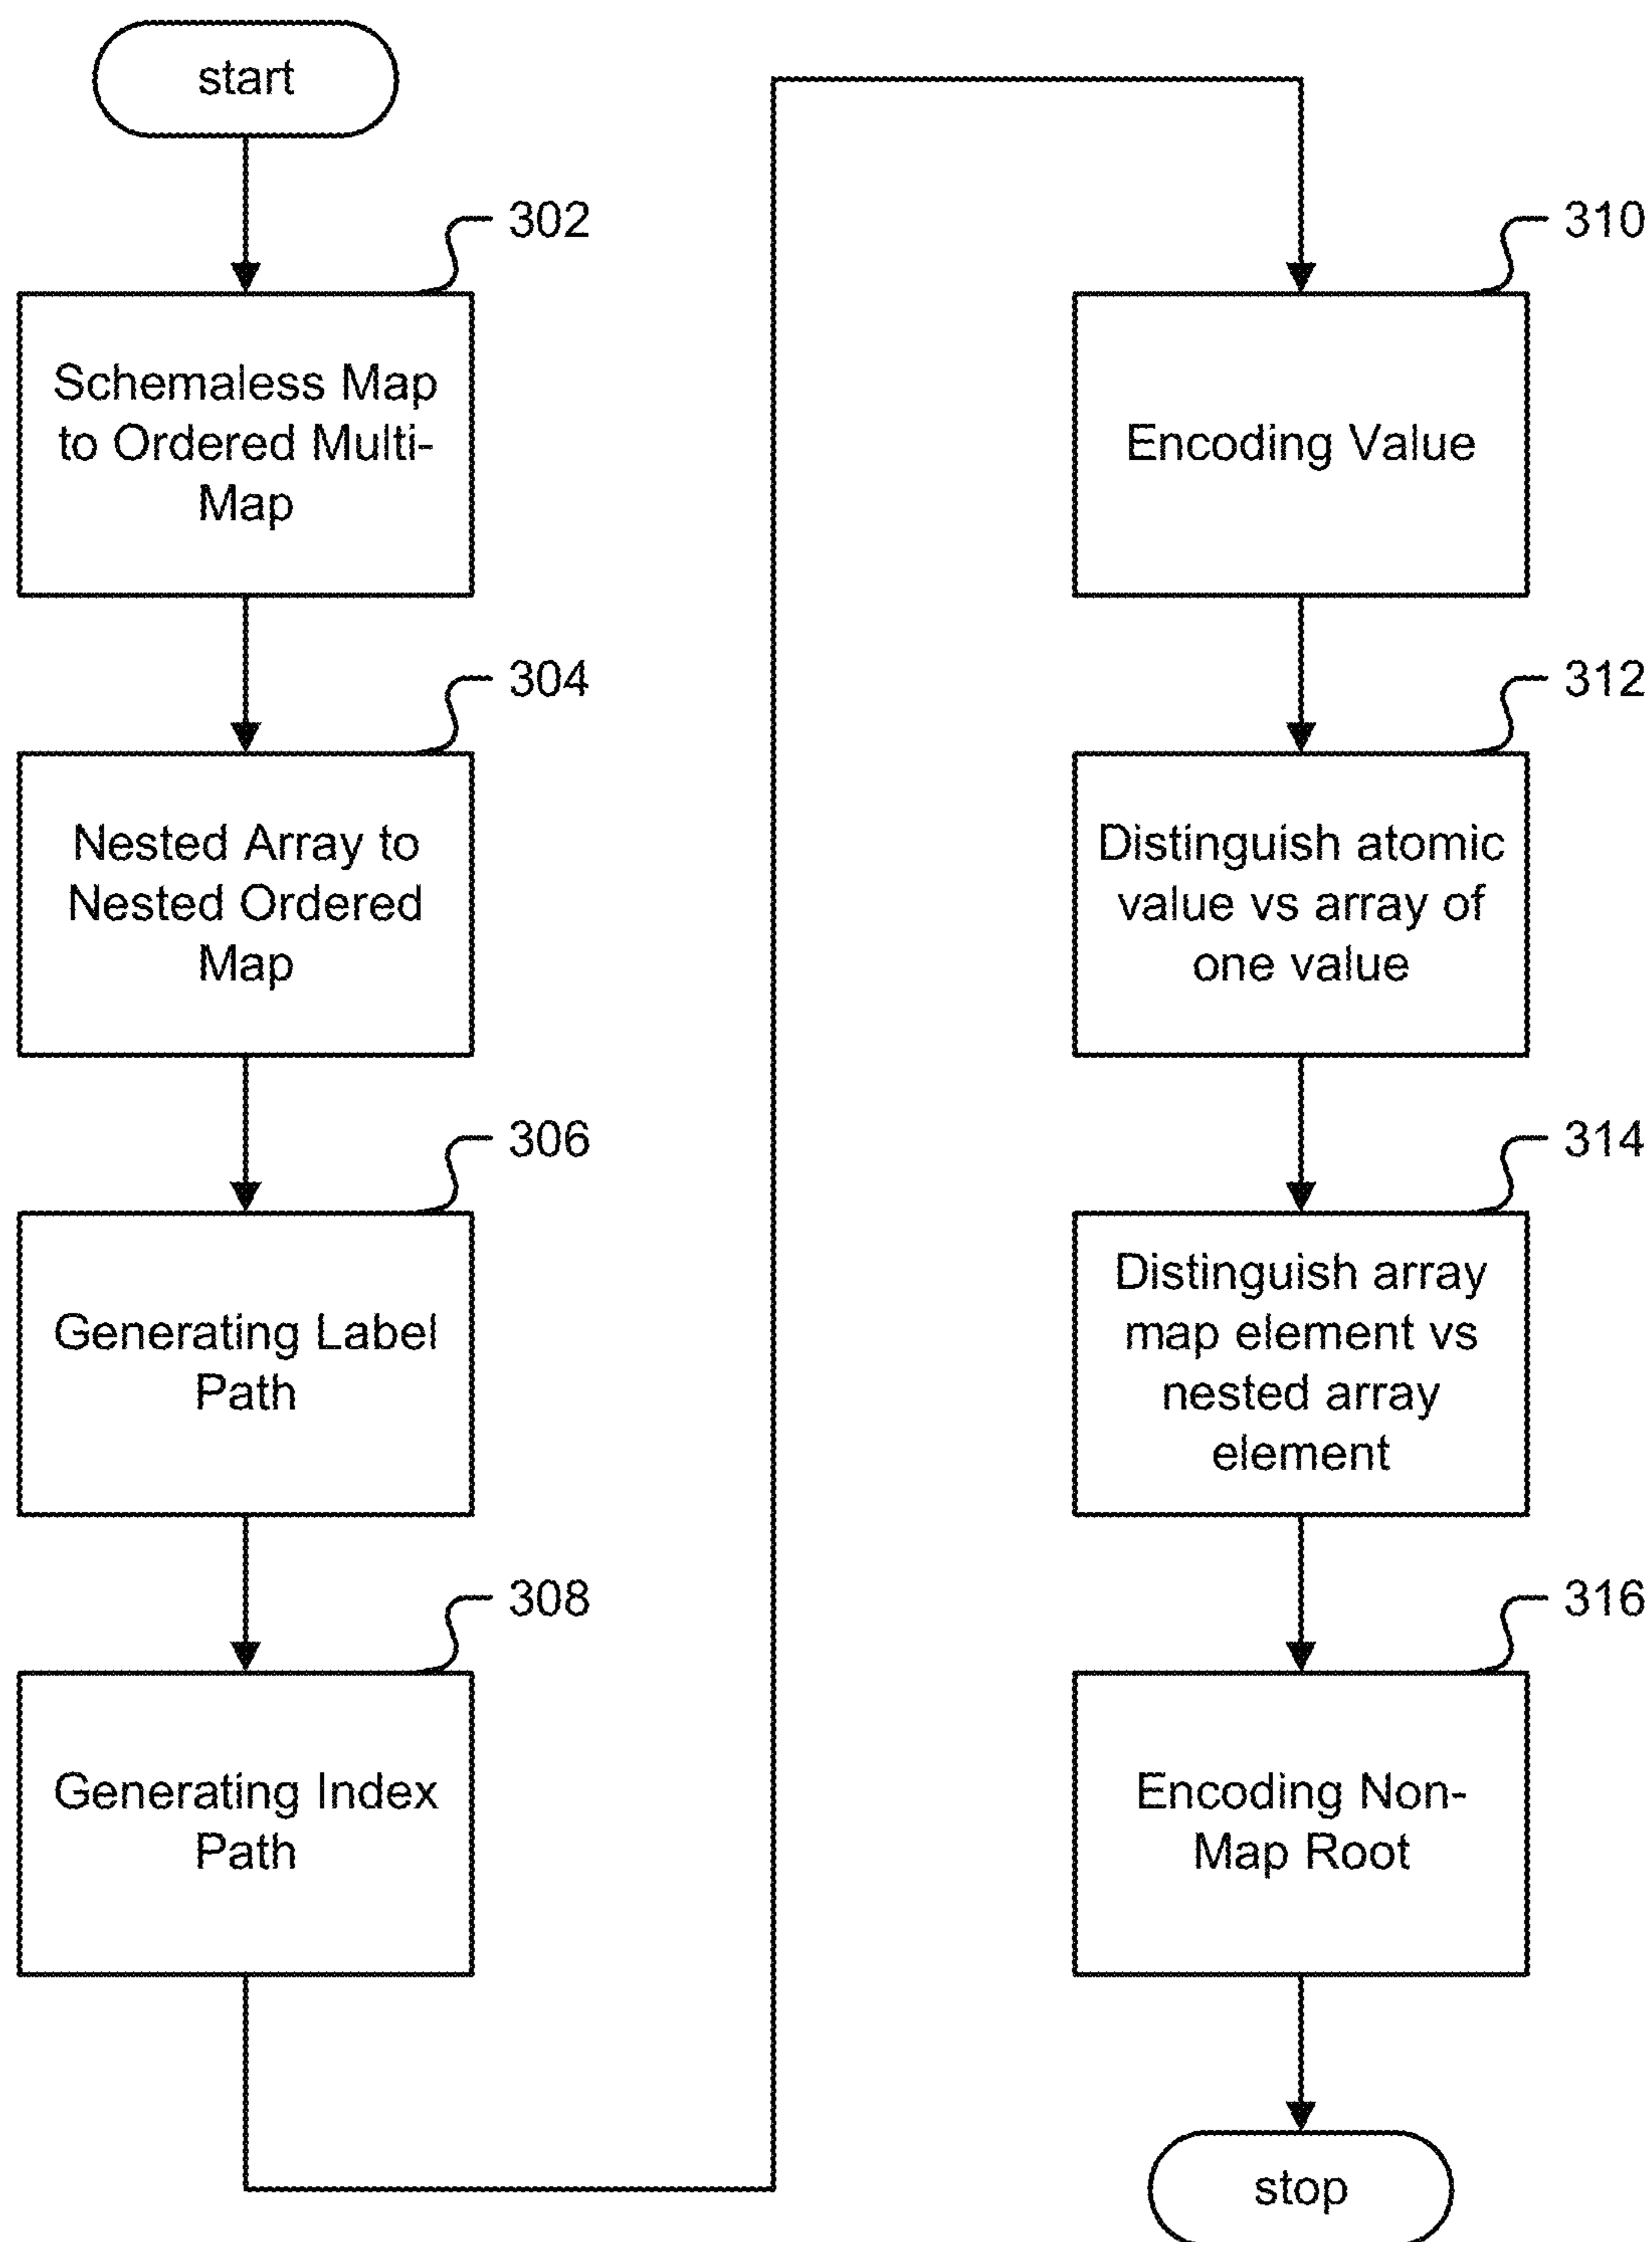 start
302
Schemaless Map
to Ordered Multi-
Map
304
Nested Array to
Nested Ordered
Map
306
Generating Label
Path
308
Generating Index
Path
310
Encoding Value
312
Distinguish atomic
value vs array of
one value
314
Distinguish array
map element vs
nested array
element
316
Encoding Non-
Map Root
stop